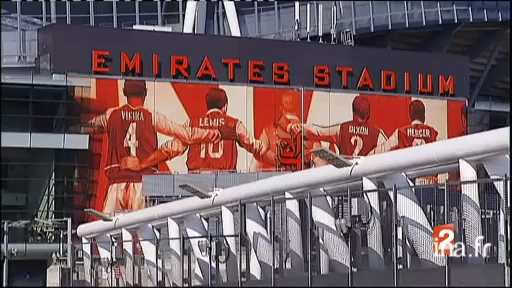 EMIRATES STADIUM
VIEIRA LEWIS DIXON MERCER
4 10 2
2
ina.fr